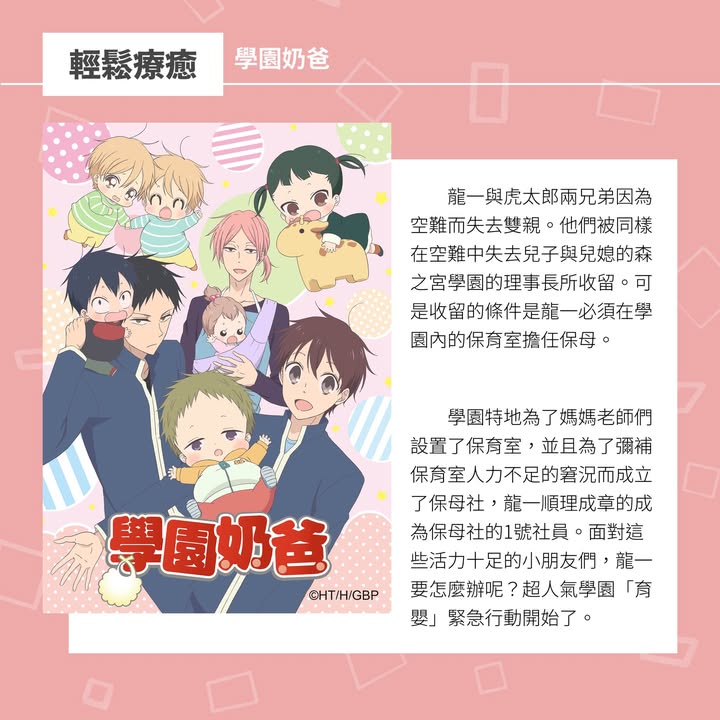 輕鬆療癒
學園奶爸
龍一與虎太郎兩兄弟因為
空難而失去雙親。他們被同樣
在空難中失去兒子與兒媳的森
之宮學園的理事長所收留。可
是收留的條件是龍一必須在學
園內的保育室擔任保母。
學園特地為了媽媽老師們
設置了保育室，並且為了彌補
保育室人力不足的窘況而成立
了保母社，龍一順理成章的成
為保母社的1號社員。面對這
些活力十足的小朋友們，龍一
要怎麼辦呢？超人氣學園「育
嬰」緊急行動開始了。
學園奶爸
©HT/H/GBP